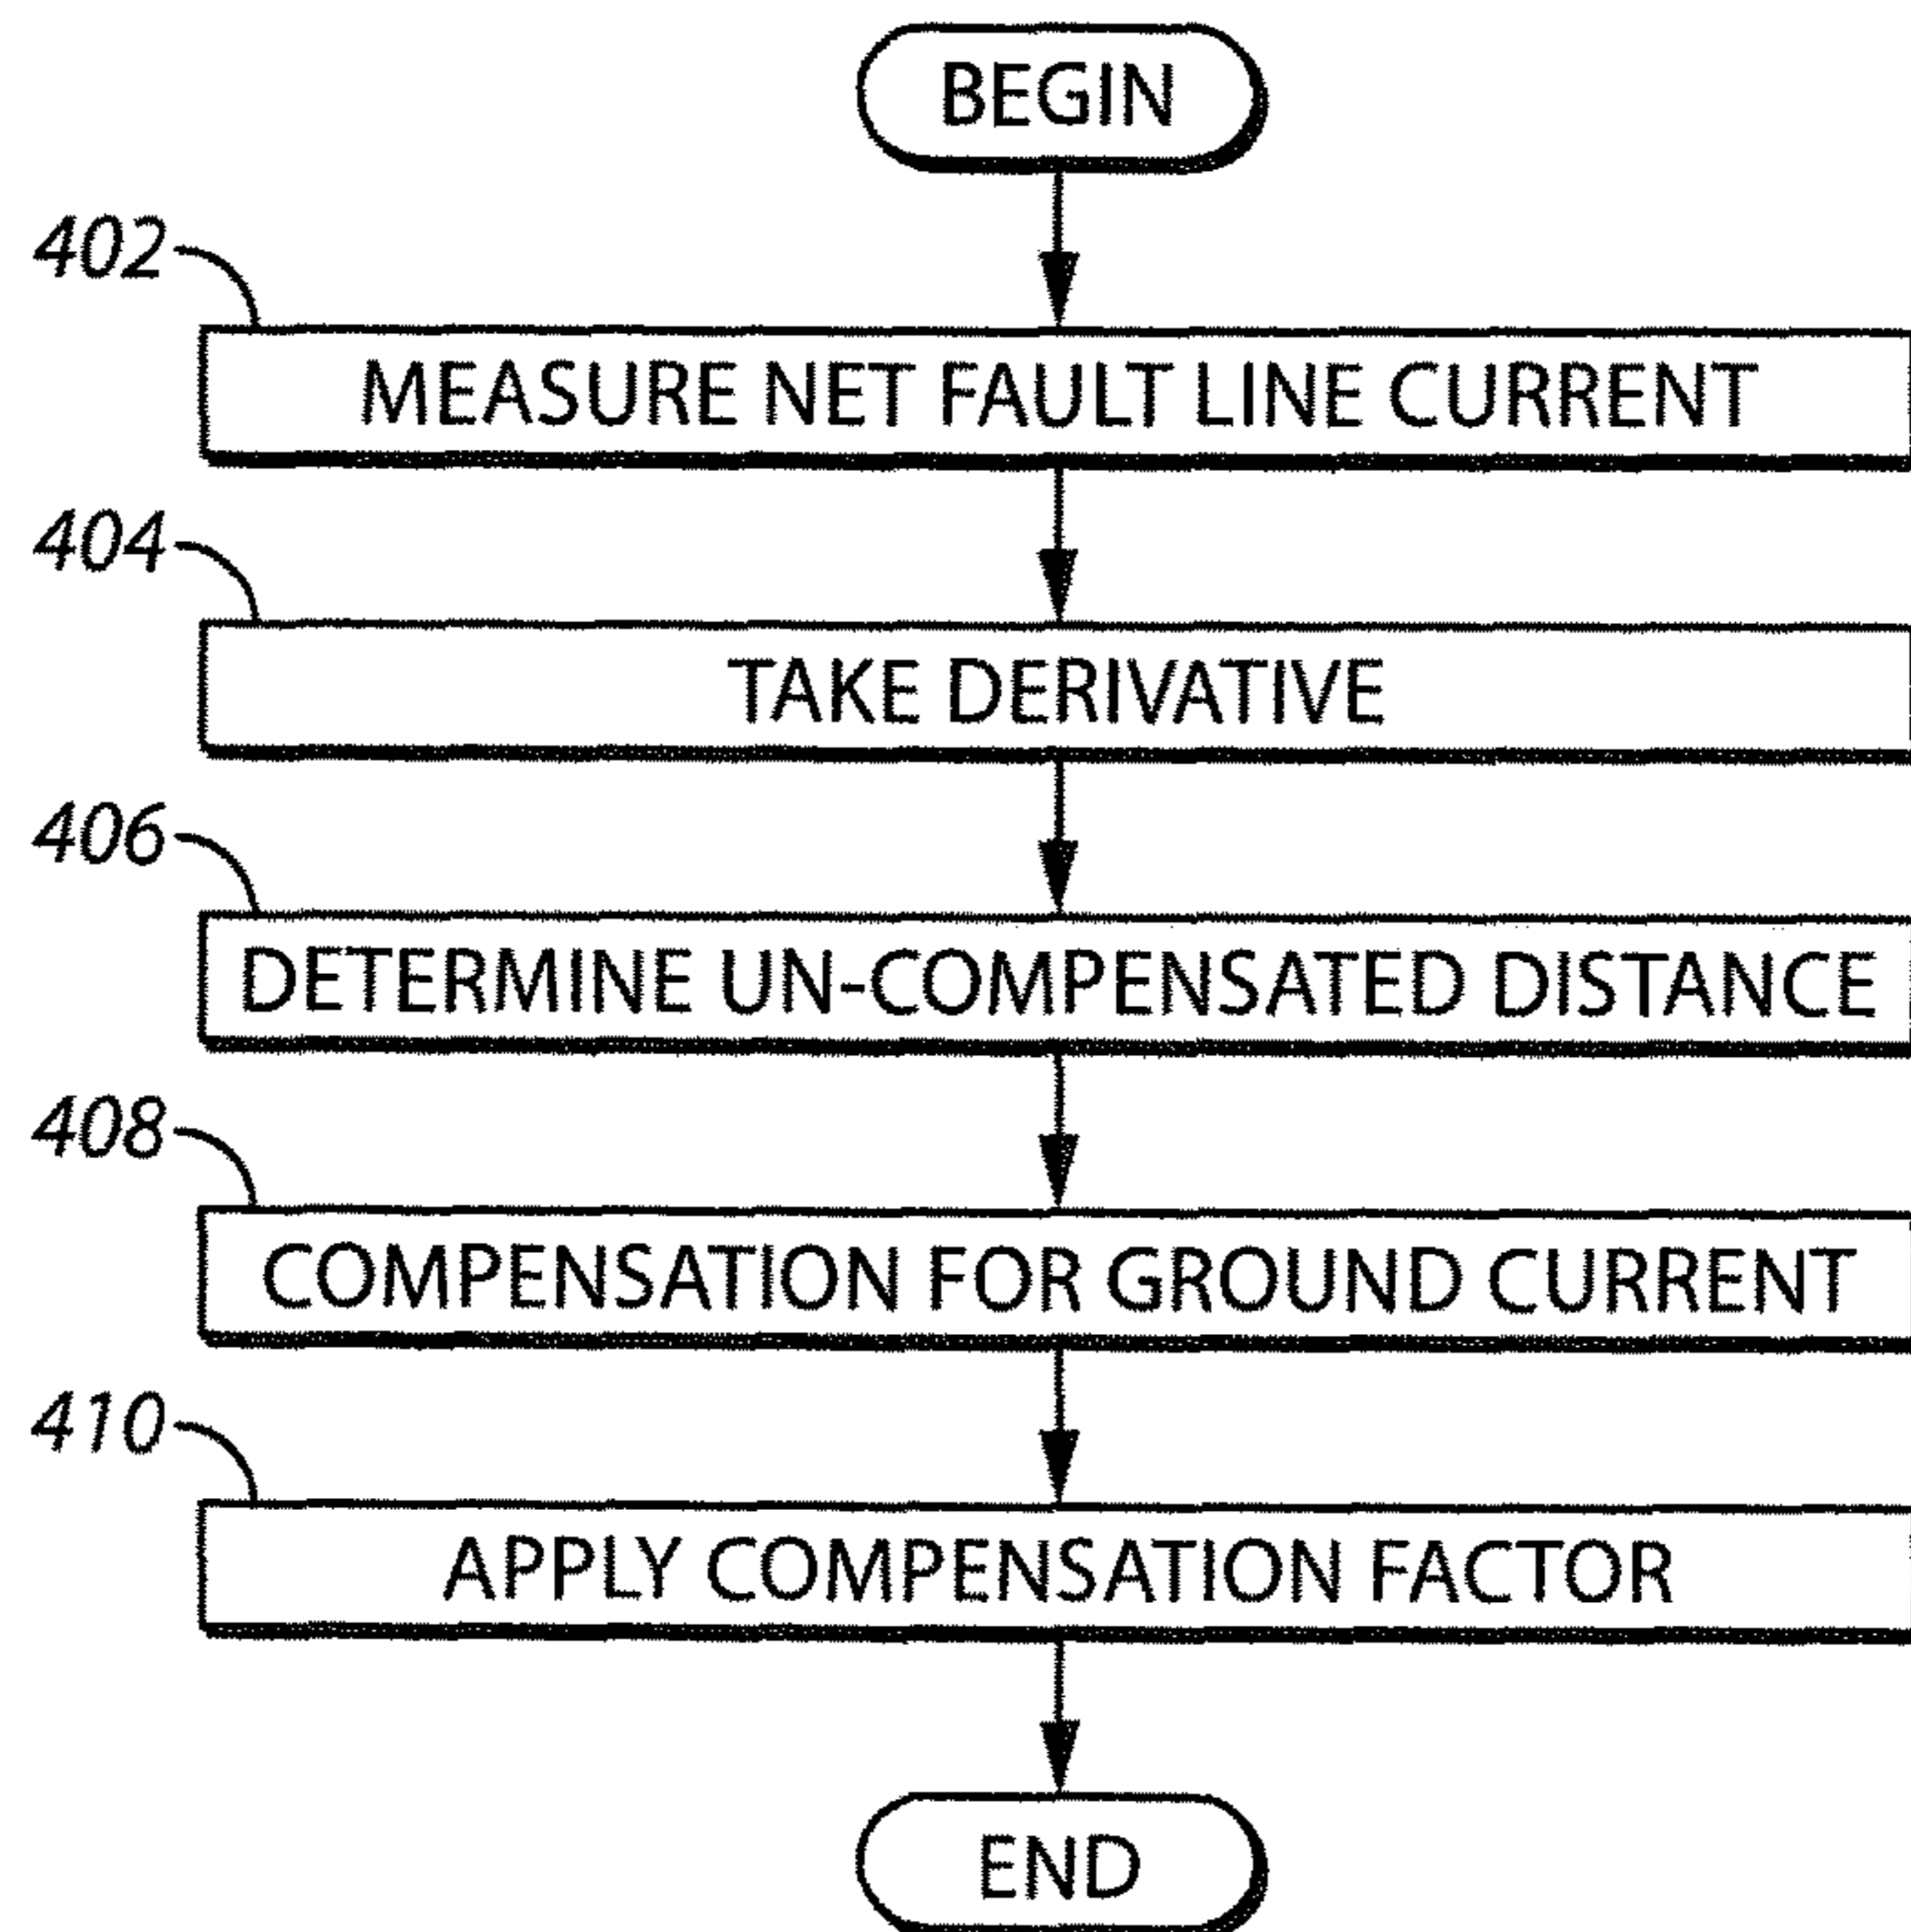 BEGIN
402
MEASURE NET FAULT LINE CURRENT
404
TAKE DERIVATIVE
406
DETERMINE UN-COMPENSATED DISTANCE
408
COMPENSATION FOR GROUND CURRENT
410
APPLY COMPENSATION FACTOR
END